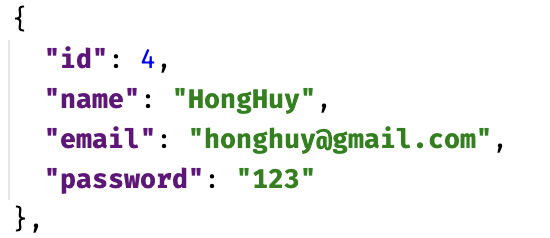 {
"id": 4,
"name": "HongHuy",
"email": "honghuy@gmail.com",
"password": "123"
},